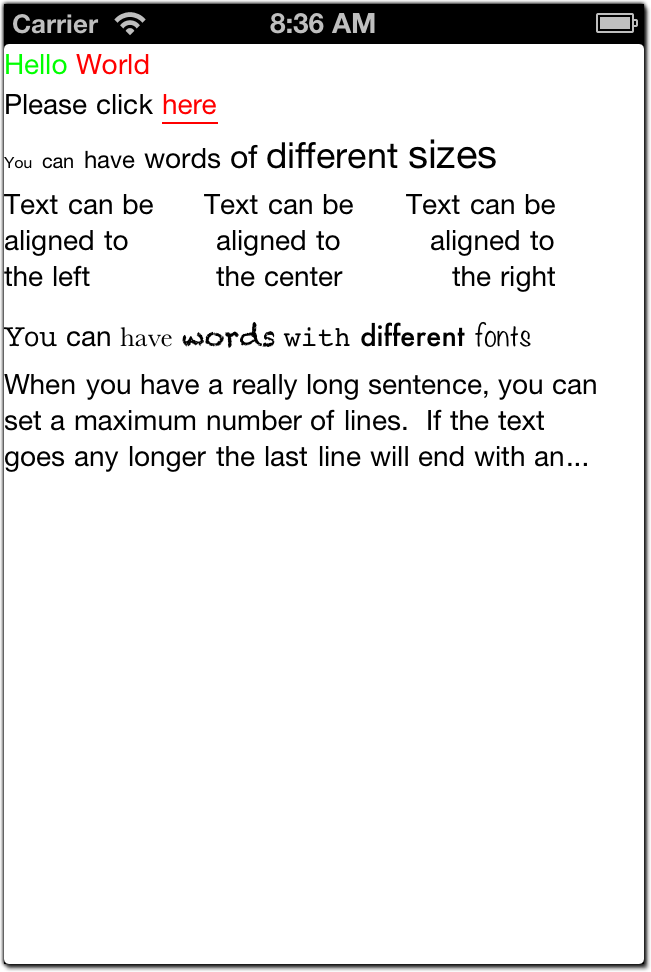 Carrier 8:36 AM
Hello World
Please click here
You can have words of different sizes
Text can be
aligned to
the left
Text can be
aligned to
the center
Text can be
aligned to
the right
You can have words with different fonts
When you have a really long sentence, you can
set a maximum number of lines.  If the text
goes any longer the last line will end with an...